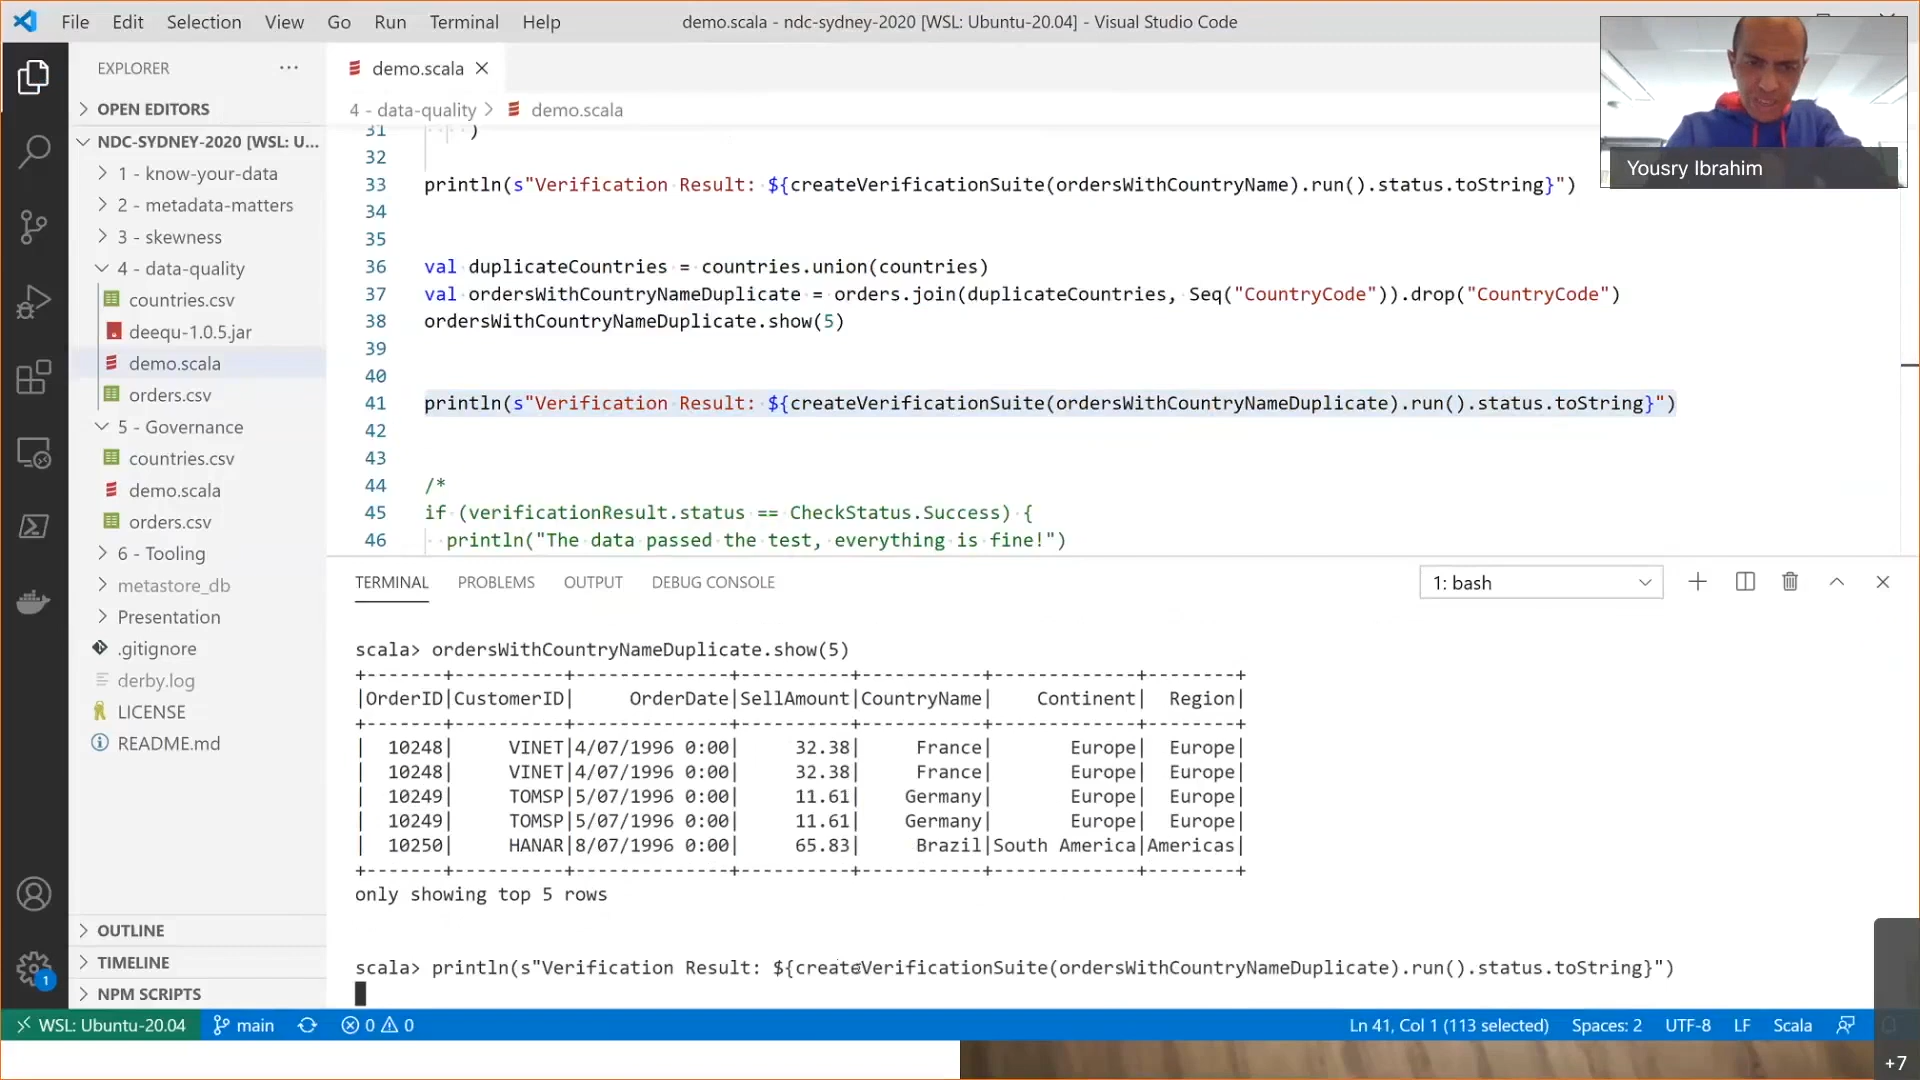 File Edit Selection View Go Run Terminal Help
demo.scala - ndc-sydney-2020 [WSL: Ubuntu-20.04] - Visual Studio Code
Yousry Ibrahim
EXPLORER
OPEN EDITORS
NDC-SYDNEY-2020 [WSL: U...
1 - know-your-data
2 - metadata-matters
3 - skewness
4 - data-quality
countries.csv
deequ-1.0.5.jar
demo.scala
orders.csv
5 - Governance
countries.csv
demo.scala
orders.csv
6 - Tooling
metastore_db
Presentation
.gitignore
derby.log
LICENSE
README.md
OUTLINE
TIMELINE
NPM SCRIPTS
demo.scala
4 - data-quality > demo.scala
31 )
32
33 println(s"Verification Result: ${createVerificationSuite(ordersWithCountryName).run().status.toString}")
34
35
36 val duplicateCountries = countries.union(countries)
37 val ordersWithCountryNameDuplicate = orders.join(duplicateCountries, Seq("CountryCode")).drop("CountryCode")
38 ordersWithCountryNameDuplicate.show(5)
39
40
41 println(s"Verification Result: ${createVerificationSuite(ordersWithCountryNameDuplicate).run().status.toString}")
42
43
44 /*
45 if (verificationResult.status == CheckStatus.Success) {
46 println("The data passed the test, everything is fine!")
TERMINAL PROBLEMS OUTPUT DEBUG CONSOLE
1: bash
scala> ordersWithCountryNameDuplicate.show(5)
+-------+----------+--------------+----------+-----------+-------------+--------+
|OrderID|CustomerID|     OrderDate|SellAmount|CountryName|    Continent|  Region|
+-------+----------+--------------+----------+-----------+-------------+--------+
|  10248|     VINET|4/07/1996 0:00|     32.38|     France|       Europe|  Europe|
|  10248|     VINET|4/07/1996 0:00|     32.38|     France|       Europe|  Europe|
|  10249|     TOMSP|5/07/1996 0:00|     11.61|    Germany|       Europe|  Europe|
|  10249|     TOMSP|5/07/1996 0:00|     11.61|    Germany|       Europe|  Europe|
|  10250|     HANAR|8/07/1996 0:00|     65.83|     Brazil|South America|Americas|
+-------+----------+--------------+----------+-----------+-------------+--------+
only showing top 5 rows
scala> println(s"Verification Result: ${createVerificationSuite(ordersWithCountryNameDuplicate).run().status.toString}")
1
WSL: Ubuntu-20.04 main 0 0 Ln 41, Col 1 (113 selected) Spaces: 2 UTF-8 LF Scala
+7